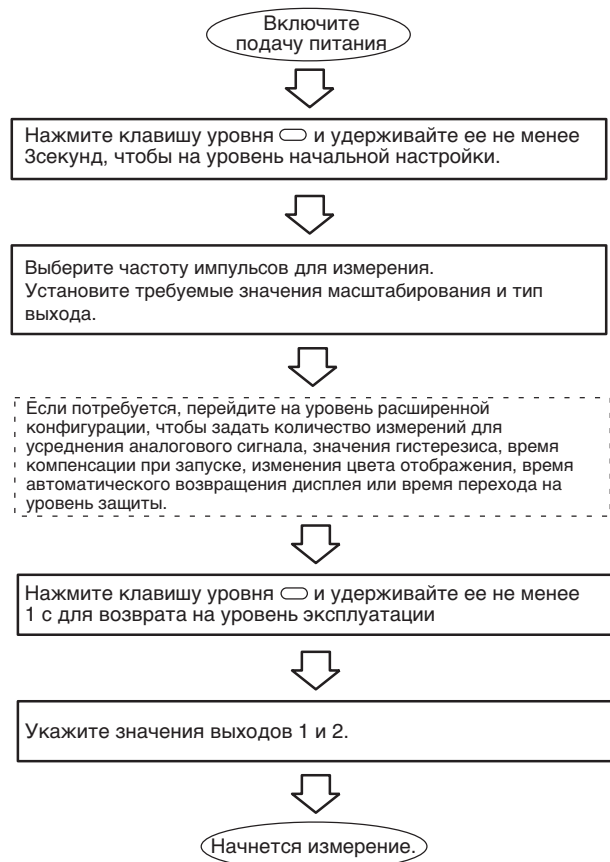 Включите
подачу питания
Нажмите клавишу уровня и удерживайте ее не менее
3секунд, чтобы на уровень начальной настройки.
Выберите частоту импульсов для измерения.
Установите требуемые значения масштабирования и тип
выхода.
Если потребуется, перейдите на уровень расширенной
конфигурации, чтобы задать количество измерений для
усреднения аналогового сигнала, значения гистерезиса, время
компенсации при запуске, изменения цвета отображения, время
автоматического возвращения дисплея или время перехода на
уровень защиты.
Нажмите клавишу уровня и удерживайте ее не менее
1 с для возврата на уровень эксплуатации
Укажите значения выходов 1 и 2.
Начнется измерение.